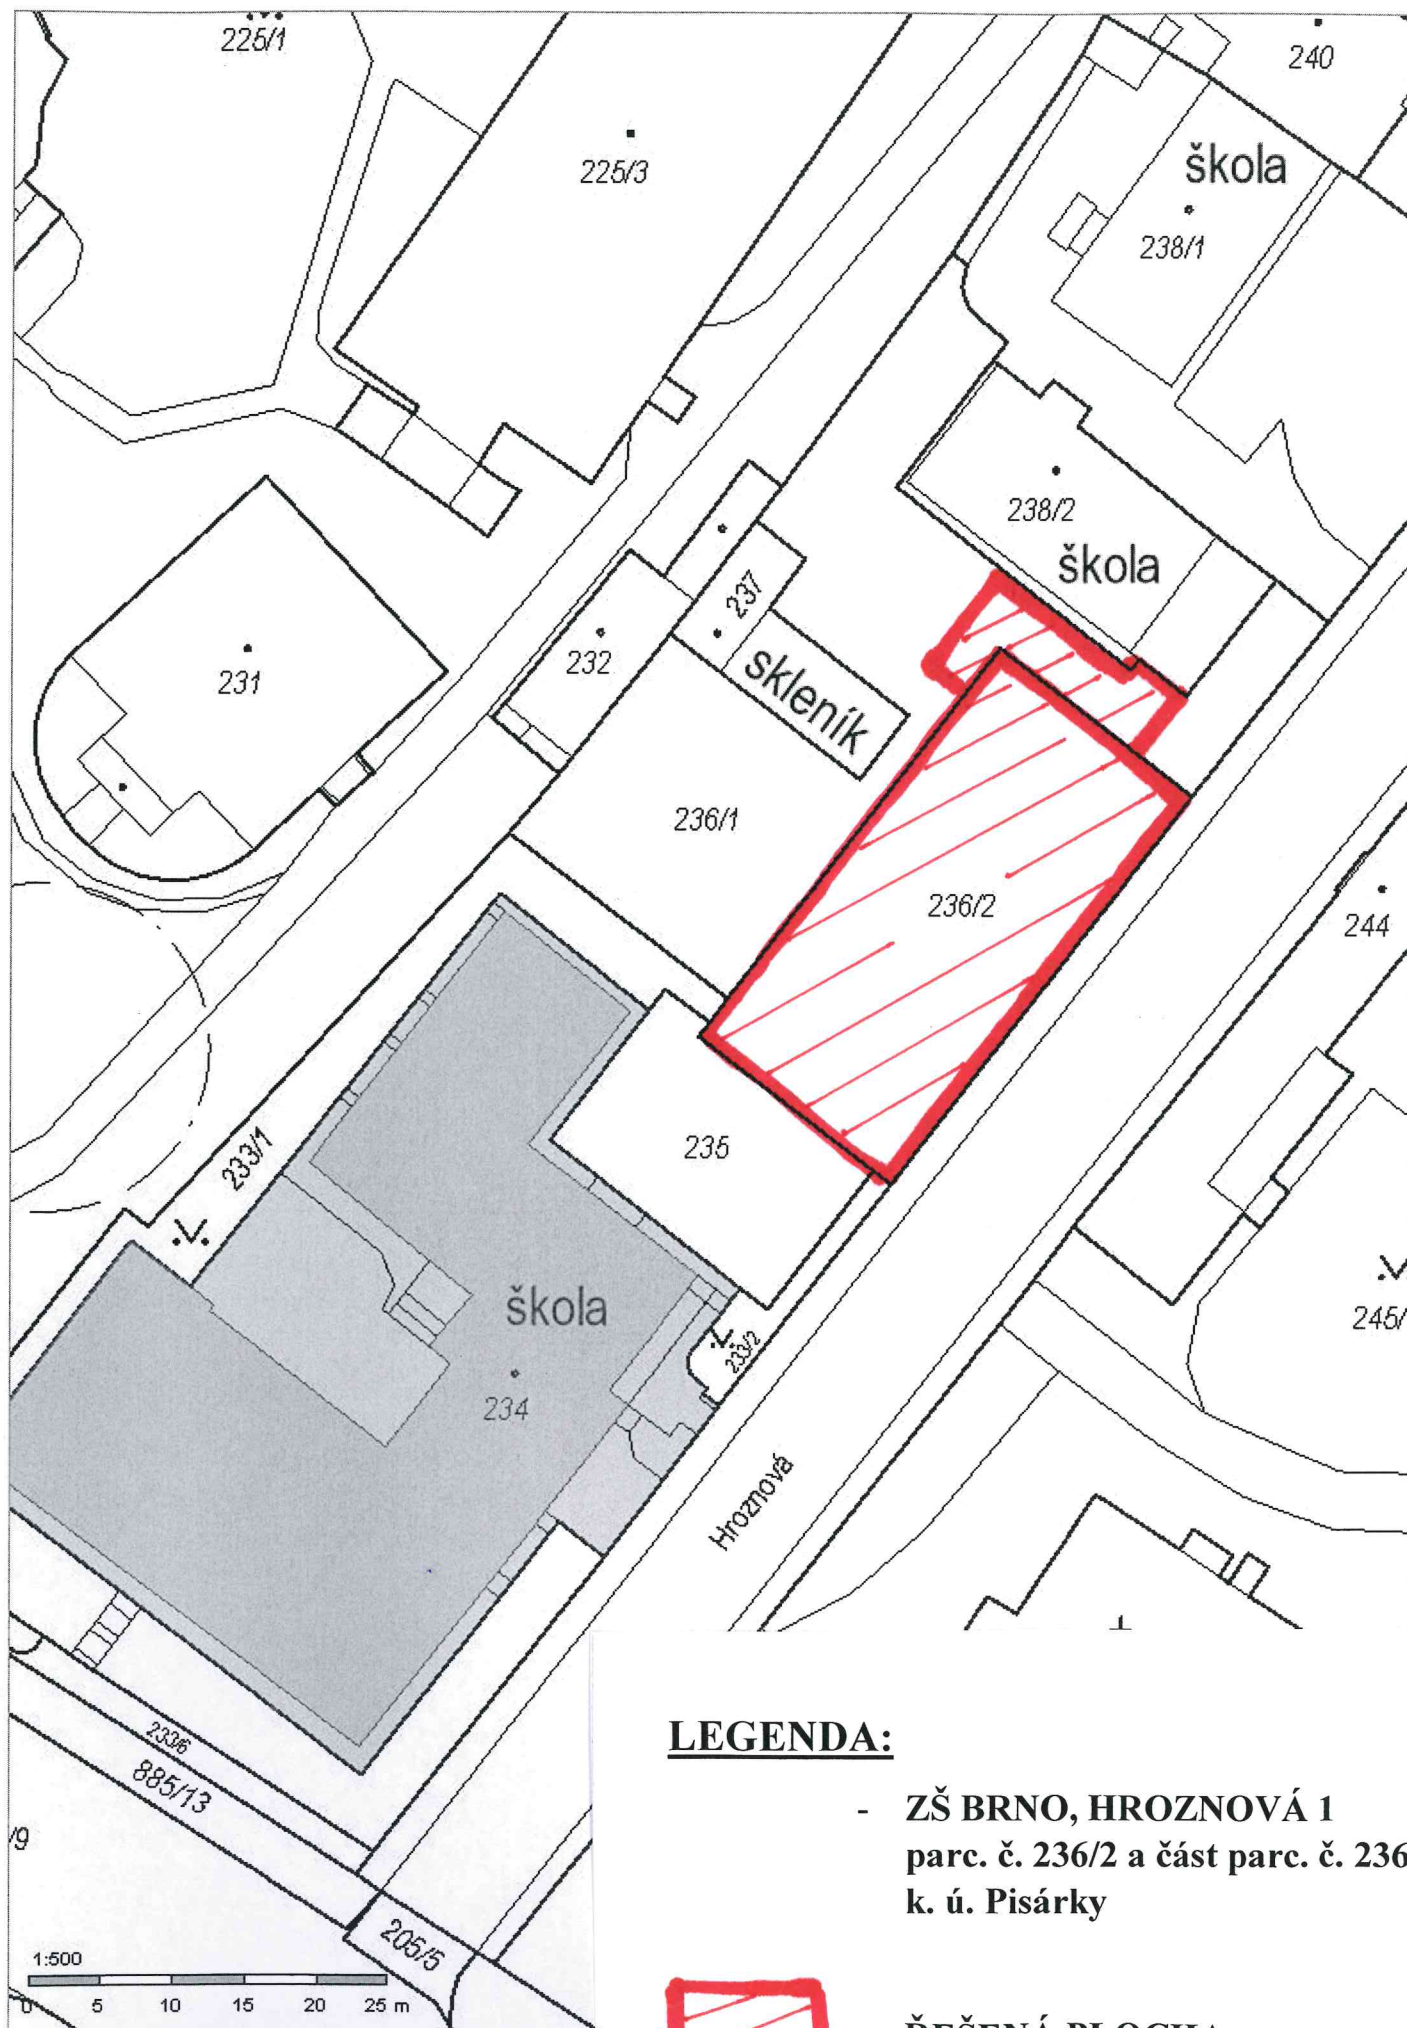 225/1
240
225/3
škola
238/1
238/2
škola
237
232
231
skleník
236/1
236/2
244
235
233/1
škola
245/
233/2
234
Hroznová
233/6
885/13
/9
205/5
LEGENDA:
- ZŠ BRNO, HROZNOVÁ 1
parc. č. 236/2 a část parc. č. 236
k. ú. Pisárky
1:500
0 5 10 15 20 25 m
ŘEŠENÁ PLOCHA